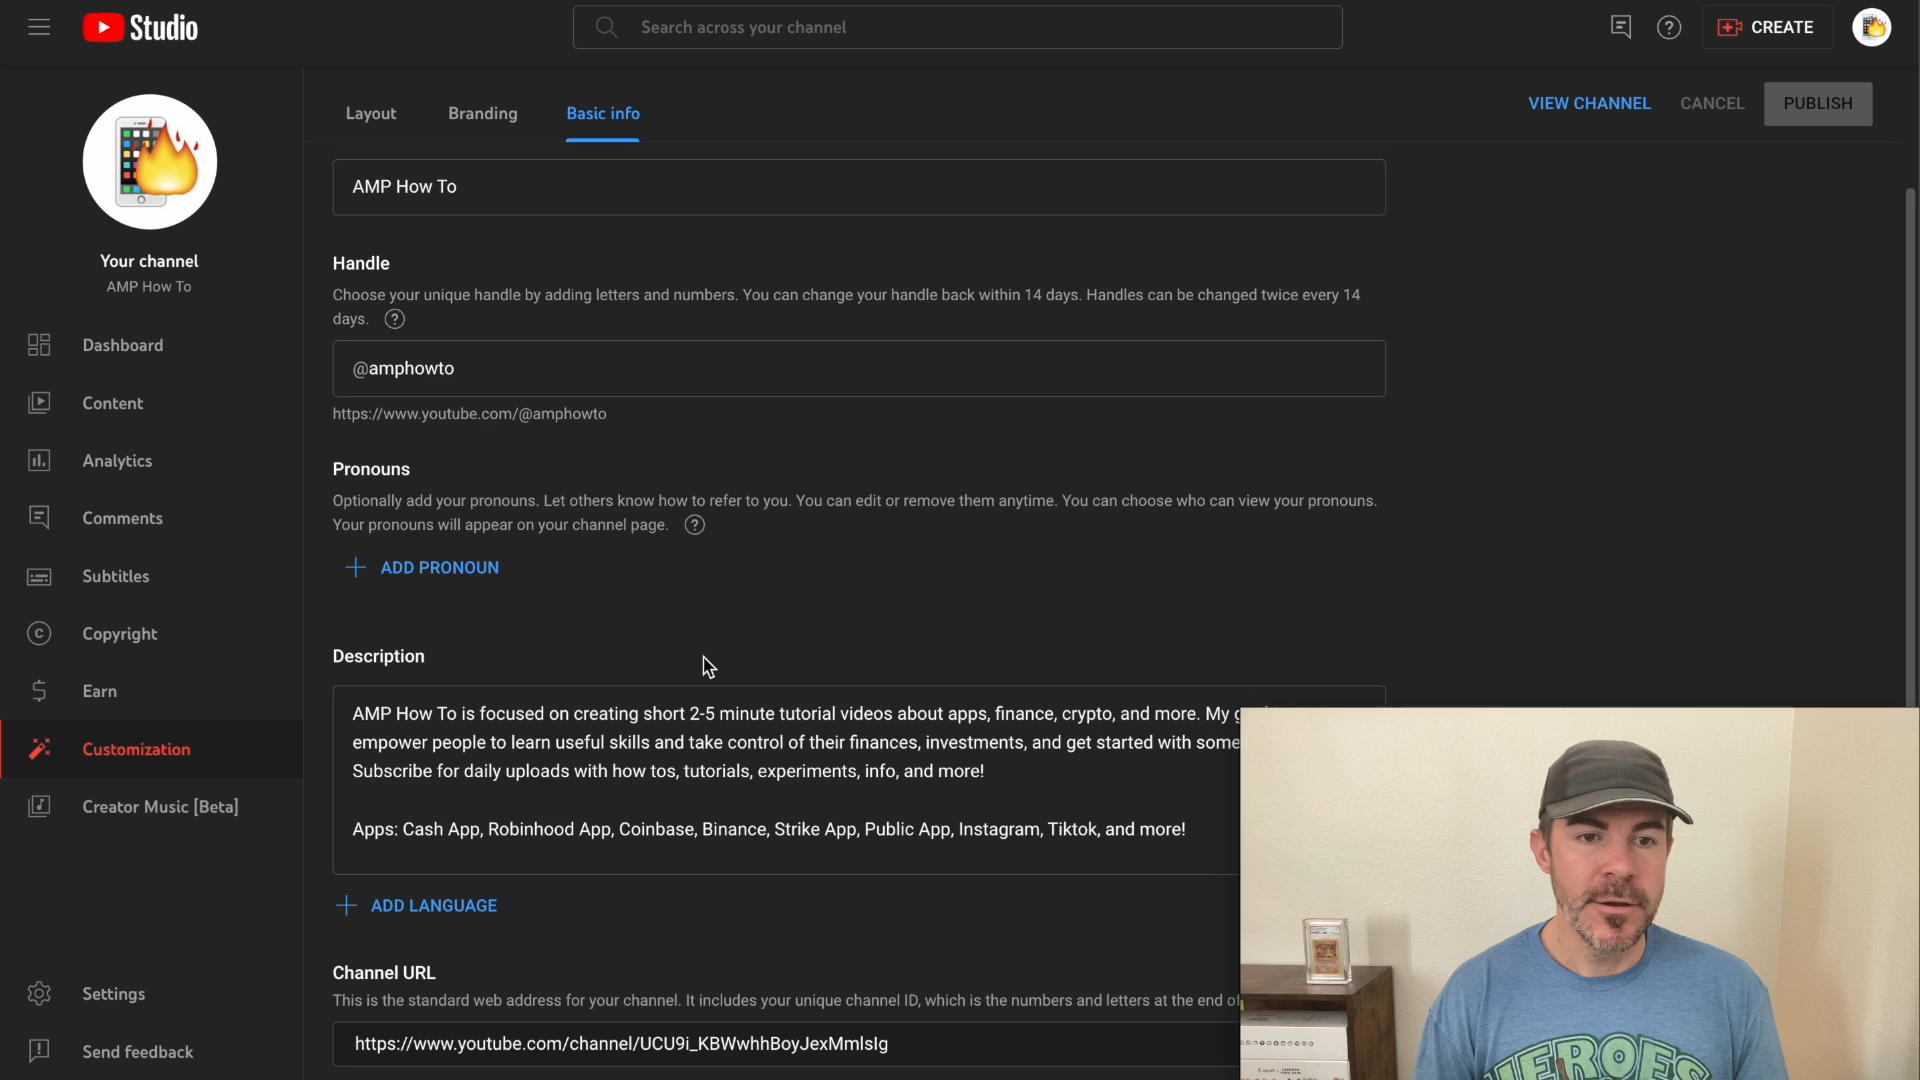 Studio
Search across your channel
CREATE
Layout
Branding
Basic info
VIEW CHANNEL
CANCEL
PUBLISH
Your channel
AMP How To
Dashboard
Content
Analytics
Comments
Subtitles
Copyright
Earn
Customization
Creator Music [Beta]
Settings
Send feedback
AMP How To
Handle
Choose your unique handle by adding letters and numbers. You can change your handle back within 14 days. Handles can be changed twice every 14
days.
@amphowto
https://www.youtube.com/@amphowto
Pronouns
Optionally add your pronouns. Let others know how to refer to you. You can edit or remove them anytime. You can choose who can view your pronouns.
Your pronouns will appear on your channel page.
ADD PRONOUN
Description
AMP How To is focused on creating short 2-5 minute tutorial videos about apps, finance, crypto, and more. My
empower people to learn useful skills and take control of their finances, investments, and get started with some
Subscribe for daily uploads with how tos, tutorials, experiments, info, and more!
Apps: Cash App, Robinhood App, Coinbase, Binance, Strike App, Public App, Instagram, Tiktok, and more!
ADD LANGUAGE
Channel URL
This is the standard web address for your channel. It includes your unique channel ID, which is the numbers and letters at the end
https://www.youtube.com/channel/UCU9i_KBWwhhBoyJexMmlsIg
HEROES